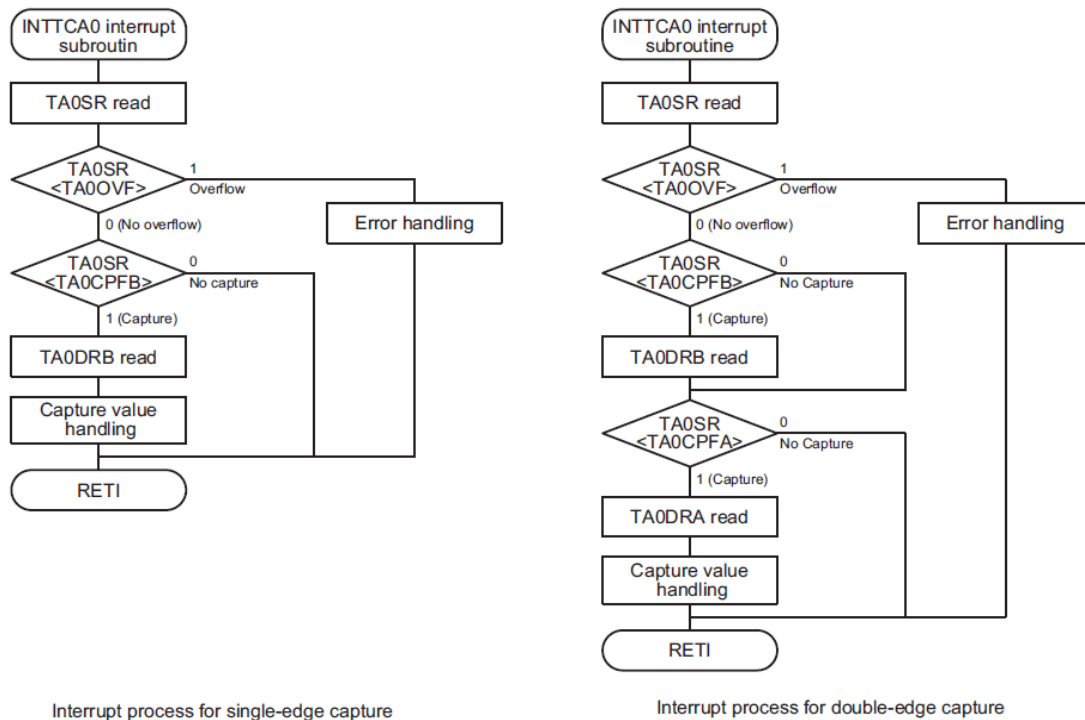 INTTCA0 interrupt
subroutin
TA0SR read
TA0SR
<TA0OVF>
1
Overflow
0 (No overflow)
Error handling
TA0SR
<TA0CPFB>
0
No capture
1 (Capture)
TA0DRB read
Capture value
handling
RETI
Interrupt process for single-edge capture
INTTCA0 interrupt
subroutine
TA0SR read
TA0SR
<TA0OVF>
1
Overflow
0 (No overflow)
Error handling
TA0SR
<TA0CPFB>
0
No Capture
1 (Capture)
TA0DRB read
TA0SR
<TA0CPFA>
0
No Capture
1 (Capture)
TA0DRA read
Capture value
handling
RETI
Interrupt process for double-edge capture